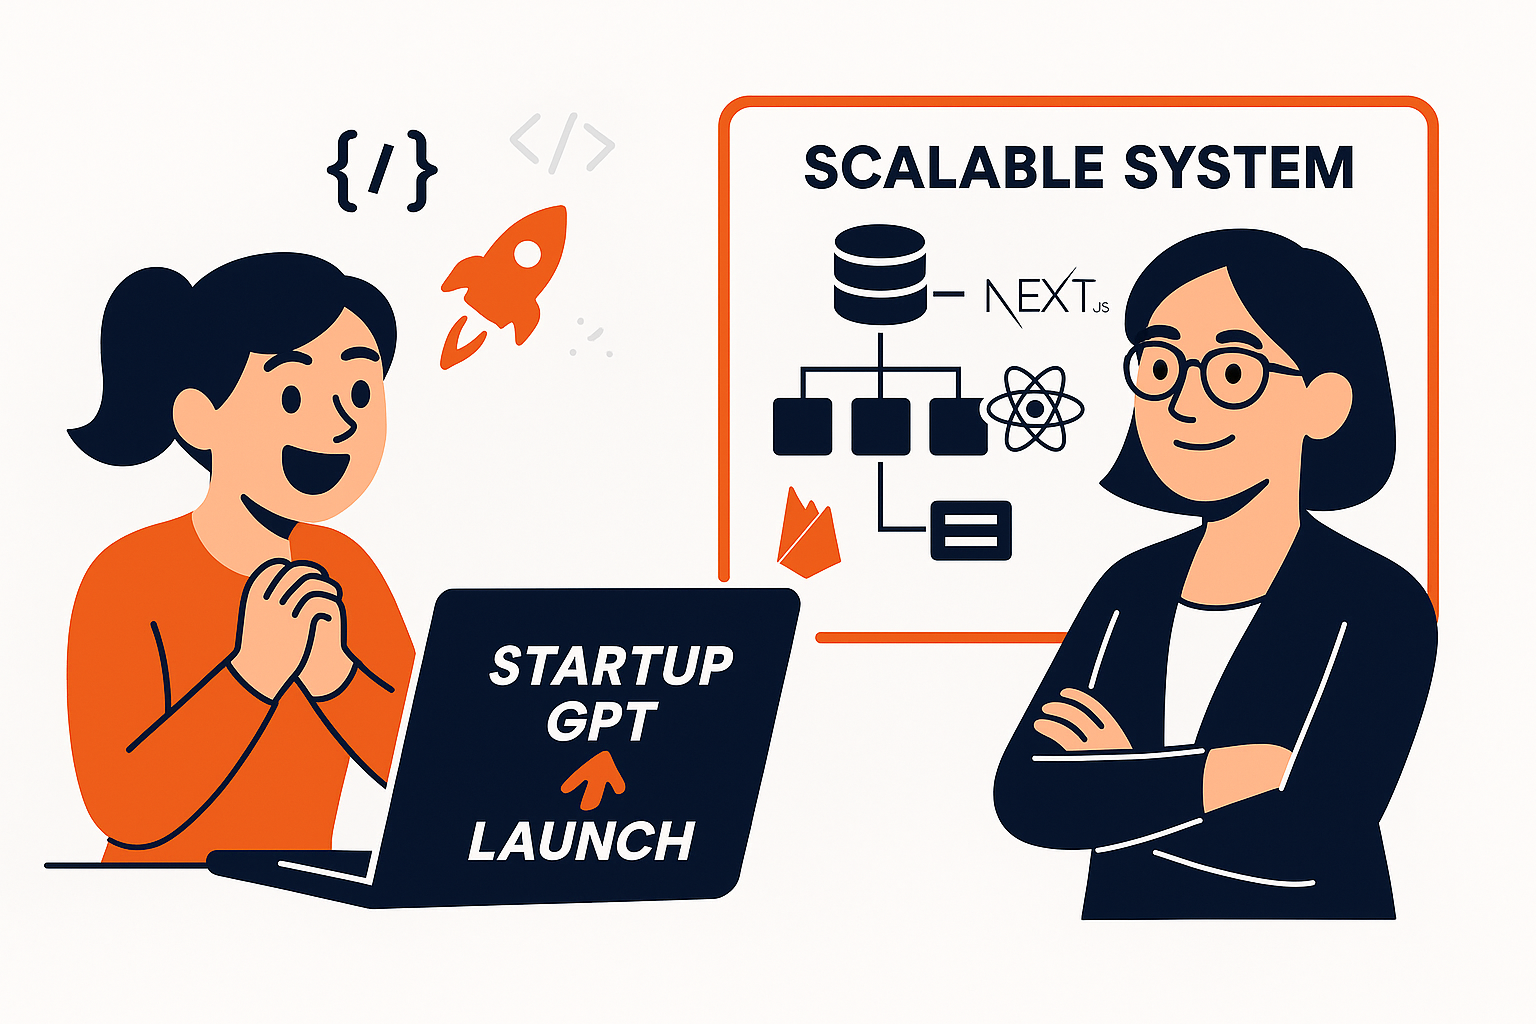 {/}
</>
SCALABLE SYSTEM
NEXT.JS
STARTUP
GPT
LAUNCH